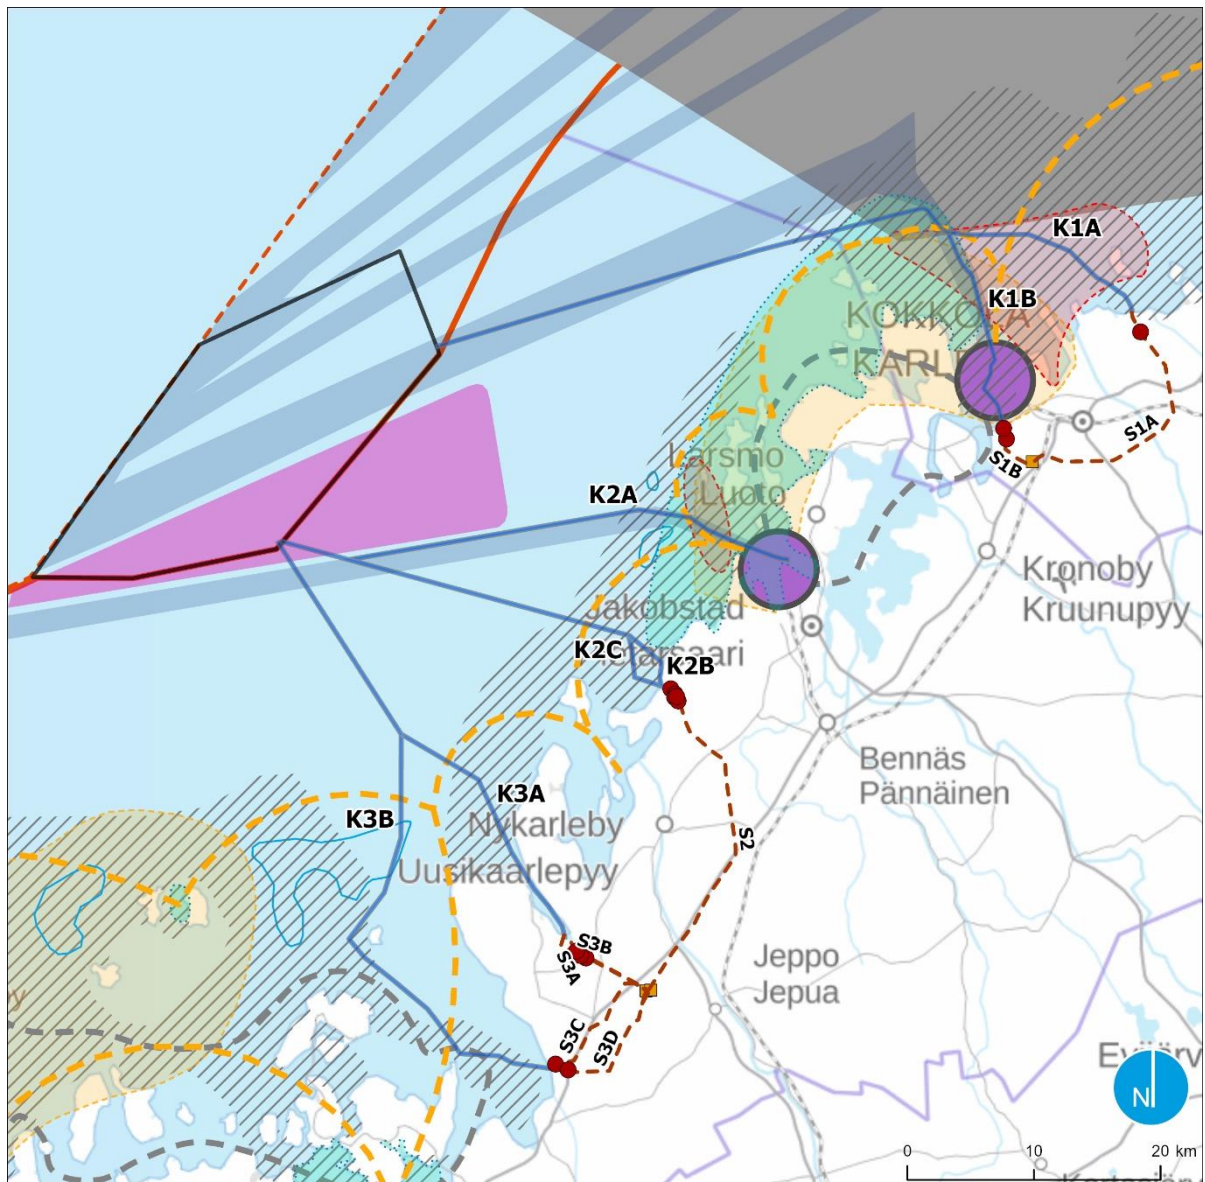 K1A
K1B
KOKKOLA
KARLEBY
S1A
S1B
Larsmo
Luoto
K2A
Kronoby
Kruunupyy
Jakobstad
Pietarsaari
K2C
K2B
Bennäs
Pännäinen
K3A
K3B
Nykarleby
Uusikaarlepyy
S2
S3B
S3A
Jeppo
Jepua
S3C
S3D
N
0 10 20 km